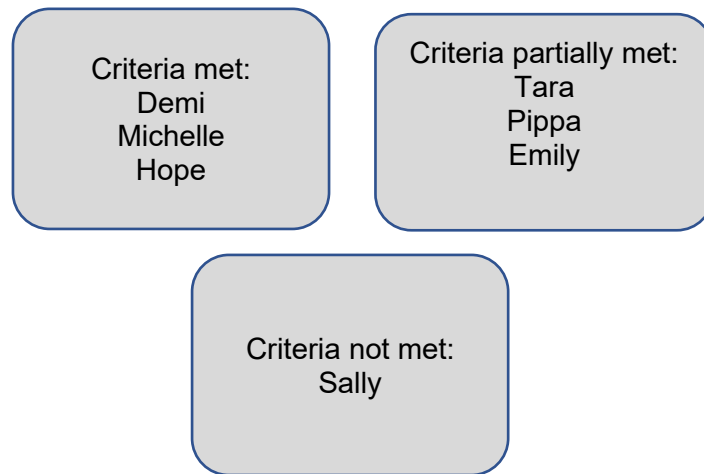 Criteria met:
Demi
Michelle
Hope
Criteria partially met:
Tara
Pippa
Emily
Criteria not met:
Sally